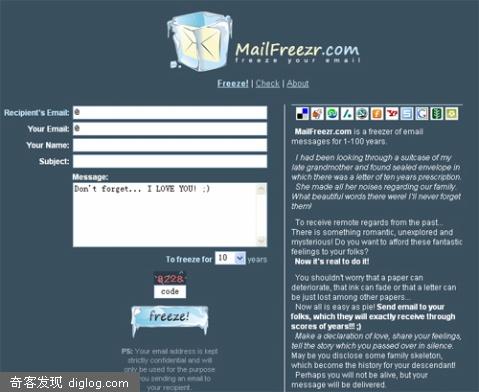 MailFreezr.com
freeze your email
Freeze! | Check | About
Recipient's Email: @
Your Email: @
Your Name:
Subject:
Message:
Don't forget... I LOVE YOU! ;)
To freeze for 10 years
8728
code
freeze!
PS: Your email address is kept
strictly confidential and will
only be used for the purpose
you sending an email to
your recipient.
MailFreezr.com is a freezer of email
messages for 1-100 years.
I had been looking through a suitcase of my
late grandmother and found sealed envelope in
which there was a letter of ten years prescription.
She made all her noises regarding our family.
What beautiful words there were! I'll never forget
them!
To receive remote regards from the past...
There is something romantic, unexplored and
mysterious! Do you want to afford these fantastic
feelings to your folks?
Now it's real to do it!
You shouldn't worry that a paper can
deteriorate, that ink can fade or that a letter can
be just lost among other papers...
Now all is easy as pie! Send email to your
folks, which they will exactly receive through
scores of years!!! ;)
Make a declaration of love, share your feelings,
tell the story which you passed over in silence.
May be you disclose some family skeleton,
which become the history for your descendant!
Perhaps you will not be alive, but your
message will be delivered.
奇客发现 diglog.com